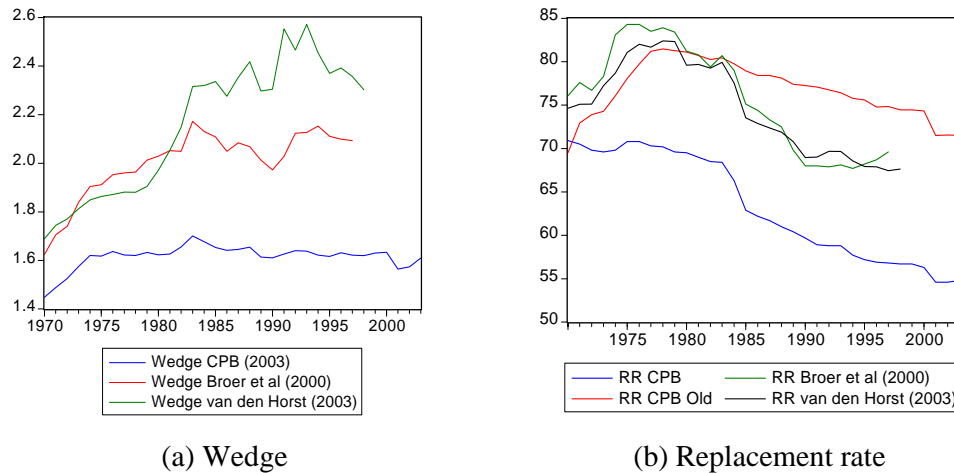 2.6
2.4
2.2
2.0
1.8
1.6
1.4
1970 1975 1980 1985 1990 1995 2000
Wedge CPB (2003)
Wedge Broer et al (2000)
Wedge van den Horst (2003)
(a) Wedge
85
80
75
70
65
60
55
50
1975 1980 1985 1990 1995 2000
RR CPB RR Broer et al (2000)
RR CPB Old RR van den Horst (2003)
(b) Replacement rate